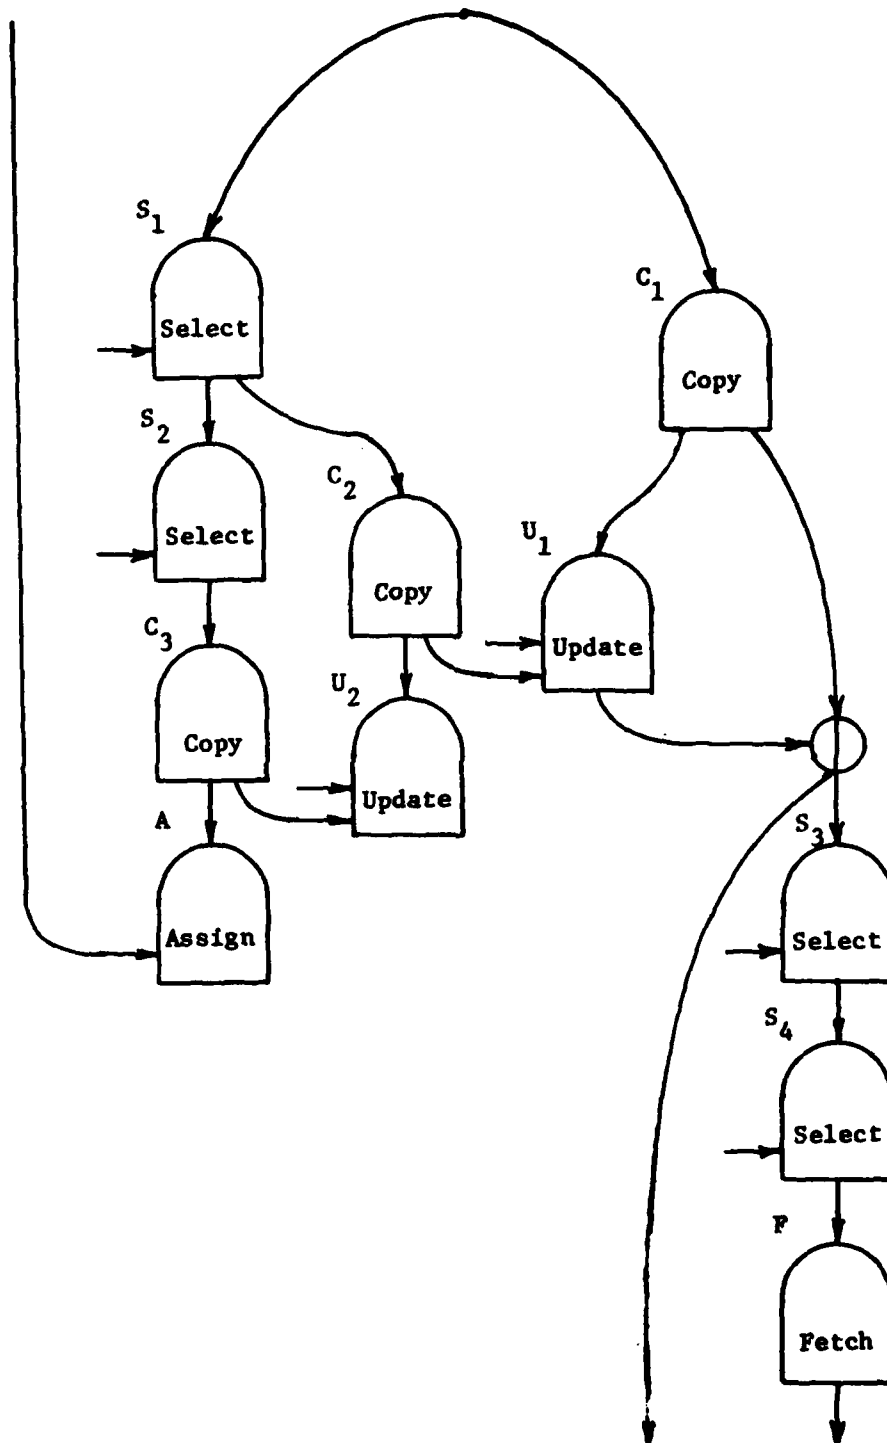 S1
Select
C1
Copy
S2
Select
C2
Copy
U1
Update
C3
Copy
U2
Update
A
Assign
S3
Select
S4
Select
F
Fetch